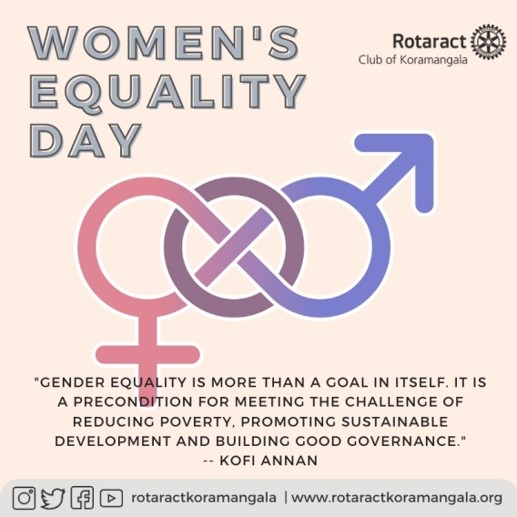 WOMEN'S
EQUALITY
DAY
Rotaract
Club of Koramangala
"GENDER EQUALITY IS MORE THAN A GOAL IN ITSELF. IT IS
A PRECONDITION FOR MEETING THE CHALLENGE OF
REDUCING POVERTY, PROMOTING SUSTAINABLE
DEVELOPMENT AND BUILDING GOOD GOVERNANCE."
-- KOFI ANNAN
rotaractkoramangala | www.rotaractkoramangala.org